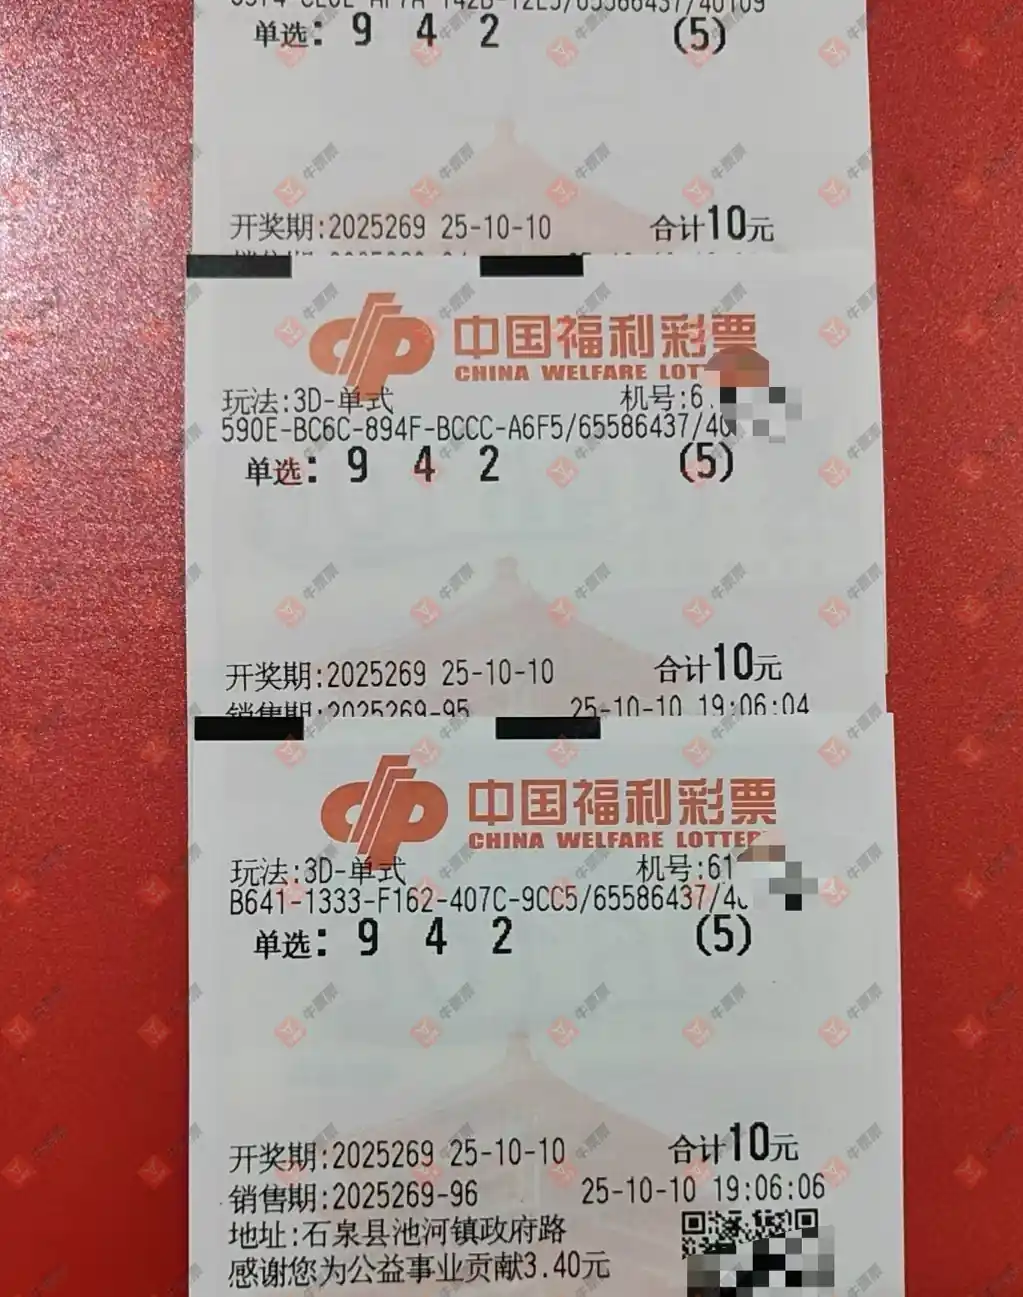 单选: 9 4 2 (5)
开奖期:2025269 25-10-10 合计10元
中国福利彩票
CHINA WELFARE
玩法:3D-单式 机号:6
590E-BC6C-894F-BCCC-A6F5/65586437/40
单选: 9 4 2 (5)
开奖期:2025269 25-10-10 合计10元
销售期:2025269-95 25-10-10 19:06:04
中国福利彩票
CHINA WELFARE LOTTERY
玩法:3D-单式 机号:61
B641-1333-F162-407C-9CC5/65586437/4
单选: 9 4 2 (5)
开奖期:2025269 25-10-10 合计10元
销售期:2025269-96 25-10-10 19:06:06
地址:石泉县池河镇政府路
感谢您为公益事业贡献3.40元
牛票票